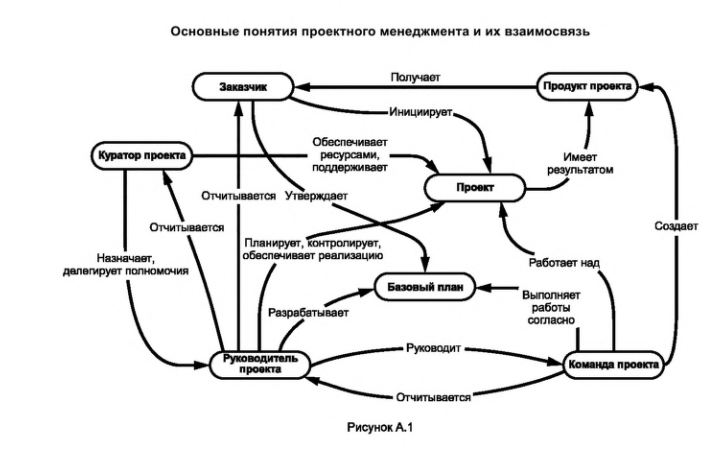 Основные понятия проектного менеджмента и их взаимосвязь
Получает
Заказчик
Продукт проекта
Инициирует
Обеспечивает
ресурсами,
поддерживает
Куратор проекта
Имеет
результатом
Проект
Отчитывается
Утверждает
Отчитывается
Создает
Планирует, контролирует,
обеспечивает реализацию
Назначает,
делегирует полномочия
Работает над
Базовый план
Выполняет
работы
согласно
Разрабатывает
Руководит
Руководитель
проекта
Команда проекта
Отчитывается
Рисунок А.1